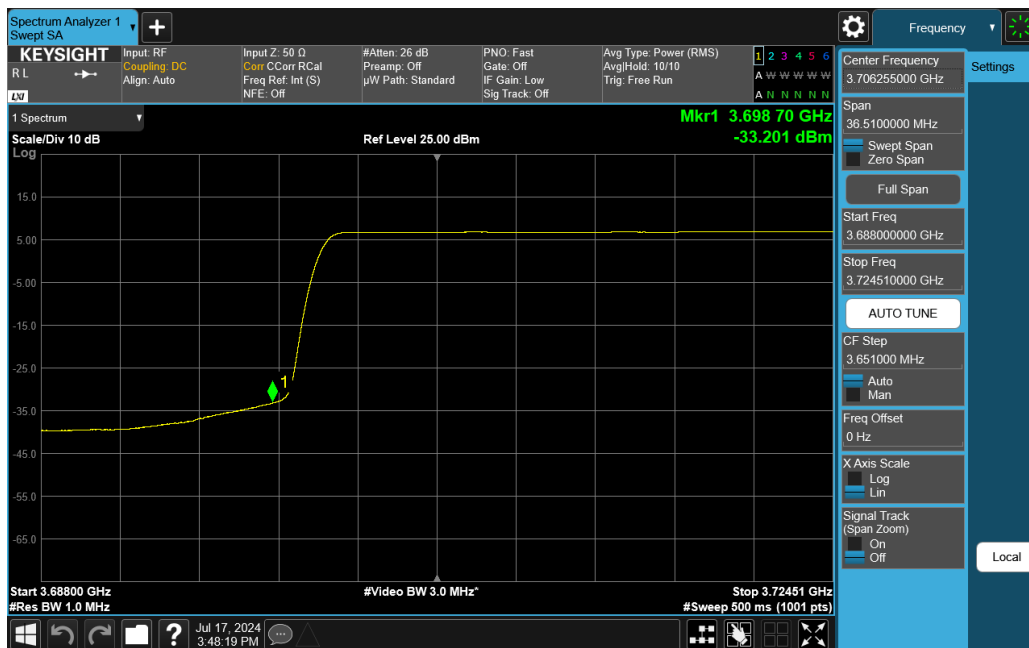 Spectrum Analyzer 1
Swept SA
Frequency
KEYSIGHT
R L
LXI
Input: RF
Coupling: DC
Align: Auto
Input Z: 50 Ω
Corr CCorr RCal
Freq Ref: Int (S)
NFE: Off
#Atten: 26 dB
Preamp: Off
µW Path: Standard
PNO: Fast
Gate: Off
IF Gain: Low
Sig Track: Off
Avg Type: Power (RMS)
Avg|Hold: 10/10
Trig: Free Run
1 2 3 4 5 6
A W W W W W
A N N N N N
1 Spectrum
Scale/Div 10 dB
Log
Ref Level 25.00 dBm
Mkr1 3.698 70 GHz
-33.201 dBm
15.0
5.00
-5.00
-15.0
-25.0
-35.0
-45.0
-55.0
-65.0
1
Start 3.68800 GHz
#Res BW 1.0 MHz
#Video BW 3.0 MHz*
Stop 3.72451 GHz
#Sweep 500 ms (1001 pts)
Center Frequency
3.706255000 GHz
Span
36.5100000 MHz
Swept Span
Zero Span
Full Span
Start Freq
3.688000000 GHz
Stop Freq
3.724510000 GHz
AUTO TUNE
CF Step
3.651000 MHz
Auto
Man
Freq Offset
0 Hz
X Axis Scale
Log
Lin
Signal Track
(Span Zoom)
On
Off
Settings
Local
?
Jul 17, 2024
3:48:19 PM